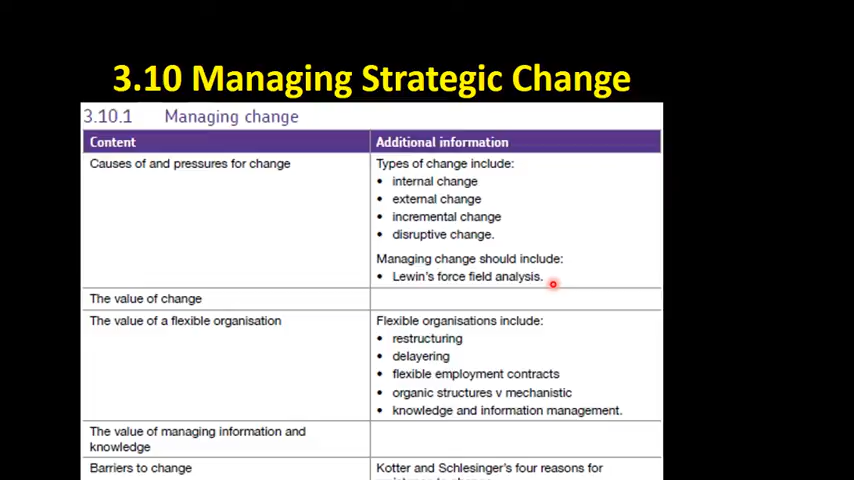 3.10 Managing Strategic Change
3.10.1 Managing change
Content Additional information
Causes of and pressures for change Types of change include:
• internal change
• external change
• incremental change
• disruptive change.
Managing change should include:
• Lewin's force field analysis.
The value of change
The value of a flexible organisation Flexible organisations include:
• restructuring
• delayering
• flexible employment contracts
• organic structures v mechanistic
• knowledge and information management.
The value of managing information and
knowledge
Barriers to change Kotter and Schlesinger's four reasons for